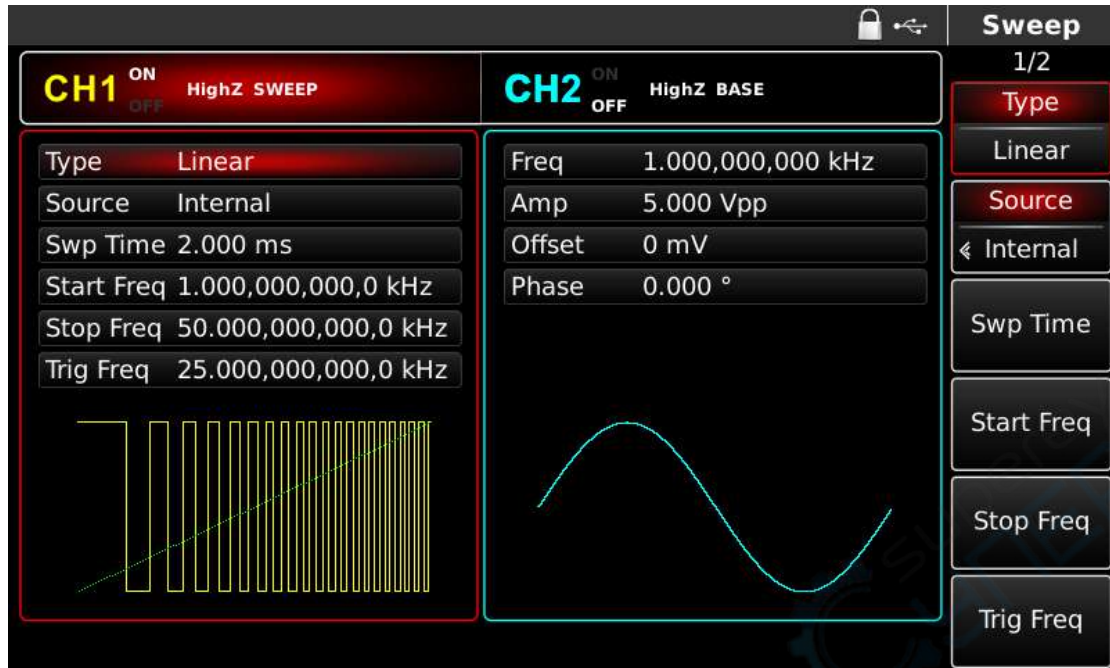 Sweep
1/2
CH1 ON OFF HighZ SWEEP
CH2 ON OFF HighZ BASE
Type Linear
Source Internal
Swp Time 2.000 ms
Start Freq 1.000,000,000,0 kHz
Stop Freq 50.000,000,000,0 kHz
Trig Freq 25.000,000,000,0 kHz
Freq 1.000,000,000 kHz
Amp 5.000 Vpp
Offset 0 mV
Phase 0.000 °
Type
Linear
Source
Internal
Swp Time
Start Freq
Stop Freq
Trig Freq